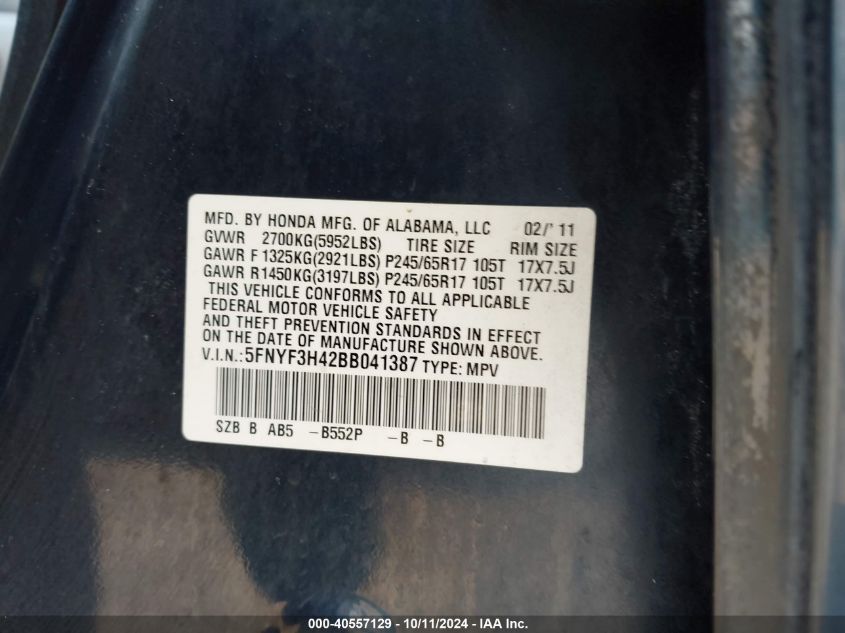 MFD. BY HONDA MFG. OF ALABAMA, LLC 02/'11
GVWR 2700KG(5952LBS) TIRE SIZE RIM SIZE
GAWR F 1325KG(2921LBS) P245/65R17 105T 17X7.5J
GAWR R1450KG(3197LBS) P245/65R17 105T 17X7.5J
THIS VEHICLE CONFORMS TO ALL APPLICABLE
FEDERAL MOTOR VEHICLE SAFETY
AND THEFT PREVENTION STANDARDS IN EFFECT
ON THE DATE OF MANUFACTURE SHOWN ABOVE.
V.I.N.:5FNYF3H42BB041387 TYPE: MPV
SZB B AB5 -B552P -B -B
000-40557129 - 10/11/2024 - IAA Inc.